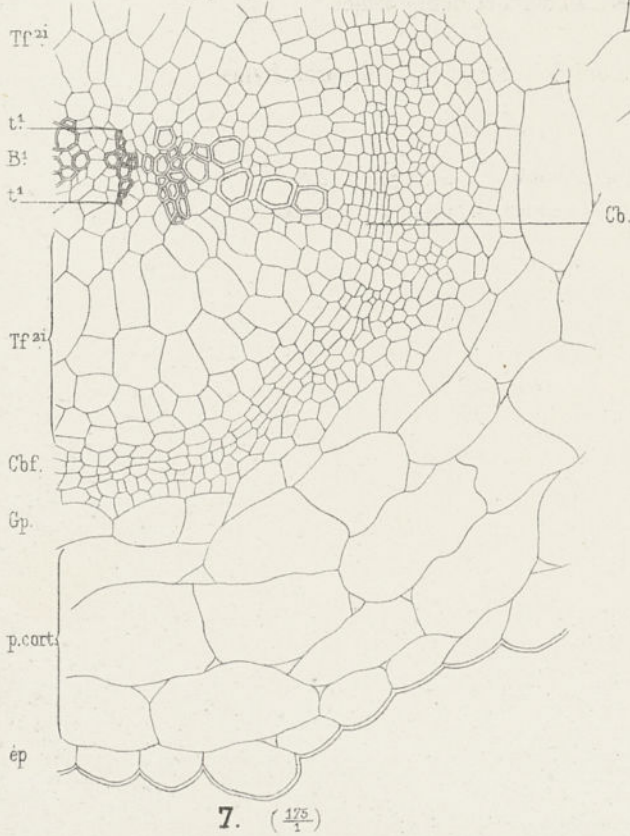 Tf²ⁱ
t¹
B¹
t¹
Cb.
Tf²ⁱ
Cbf.
Gp.
p.cort.
ép
7. (175/1)